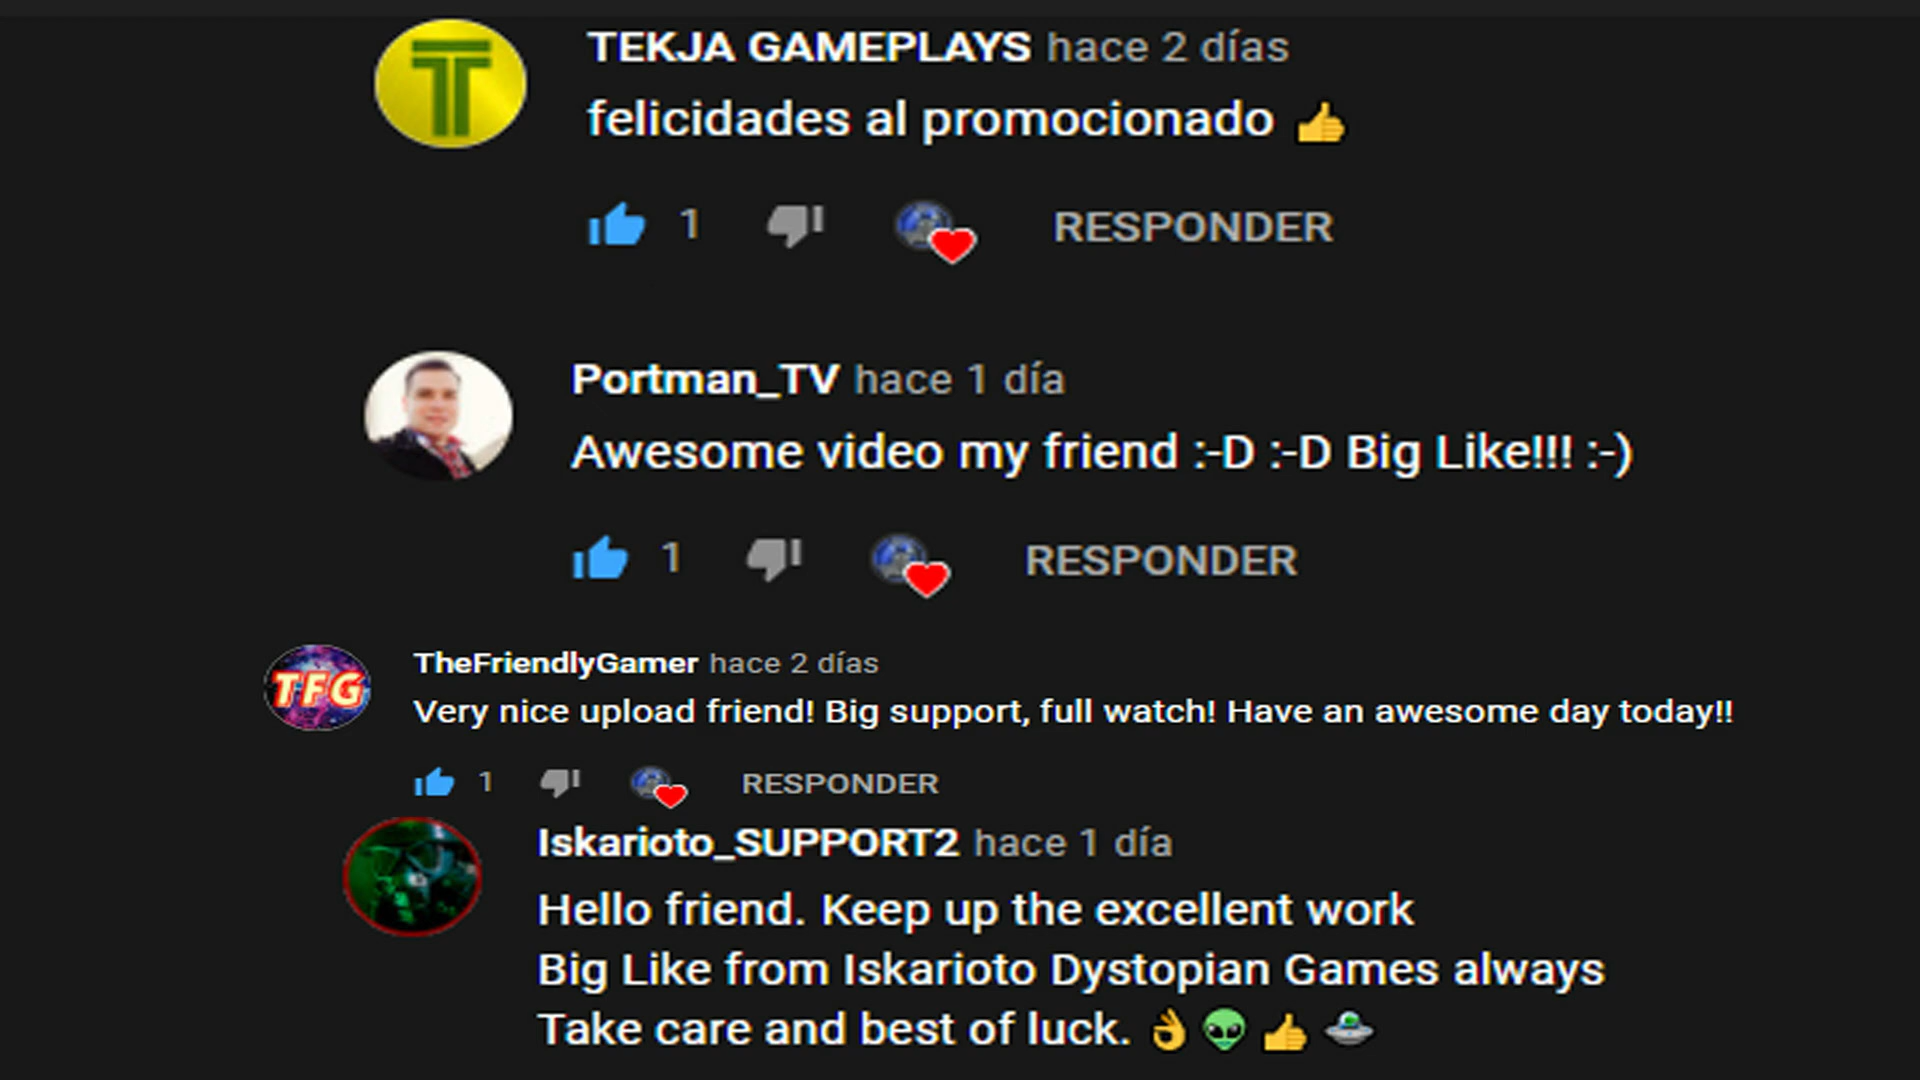 T
TEKJA GAMEPLAYS hace 2 días
felicidades al promocionado 👍
1 RESPONDER
Portman_TV hace 1 día
Awesome video my friend :-D :-D Big Like!!! :-)
1 RESPONDER
TFG
TheFriendlyGamer hace 2 días
Very nice upload friend! Big support, full watch! Have an awesome day today!!
1 RESPONDER
Iskarioto_SUPPORT2 hace 1 día
Hello friend. Keep up the excellent work
Big Like from Iskarioto Dystopian Games always
Take care and best of luck. 👌👽👍🛸